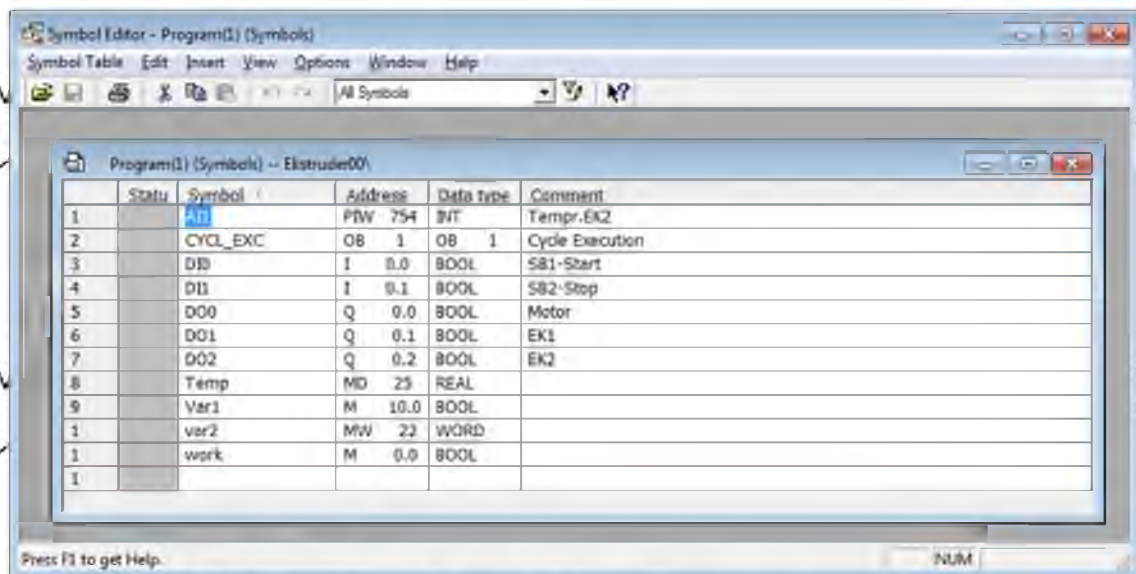 Symbol Editor - Program(1) (Symbols)
Symbol Table Edit Insert View Options Window Help
All Symbols
Program(1) (Symbols) -- Ekstruder00\
Statu Symbol Address Data type Comment
1 AI1 PIW 754 INT Tempr.EK2
2 CYCL_EXC OB 1 OB 1 Cycle Execution
3 DI0 I 0.0 BOOL SB1-Start
4 DI1 I 0.1 BOOL SB2-Stop
5 DO0 Q 0.0 BOOL Motor
6 DO1 Q 0.1 BOOL EK1
7 DO2 Q 0.2 BOOL EK2
8 Temp MD 25 REAL
9 Var1 M 10.0 BOOL
1 var2 MW 22 WORD
1 work M 0.0 BOOL
1
Press F1 to get Help.
NUM